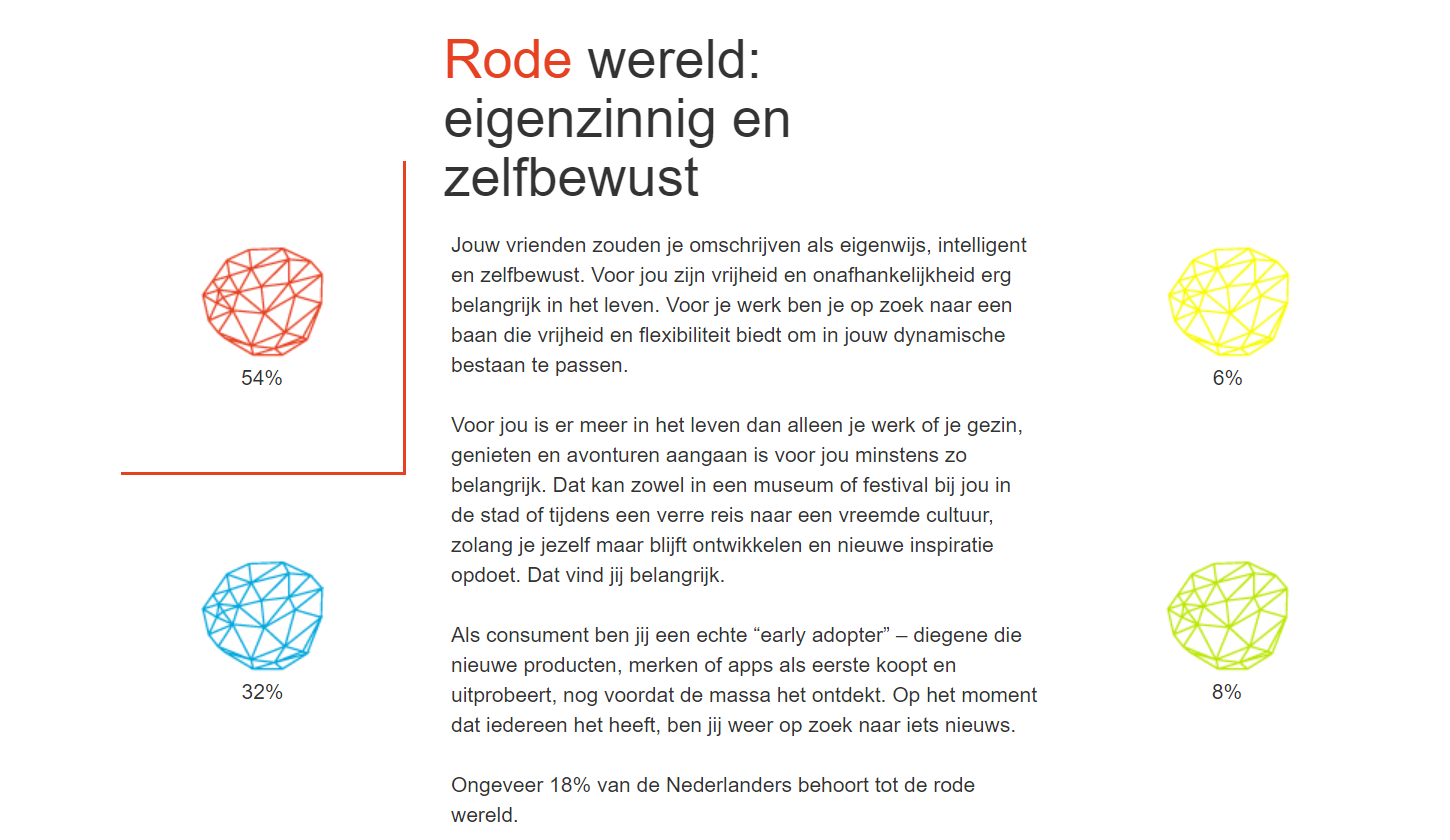 Rode wereld:
eigenzinnig en
zelfbewust
Jouw vrienden zouden je omschrijven als eigenwijs, intelligent
en zelfbewust. Voor jou zijn vrijheid en onafhankelijkheid erg
belangrijk in het leven. Voor je werk ben je op zoek naar een
baan die vrijheid en flexibiliteit biedt om in jouw dynamische
bestaan te passen.
Voor jou is er meer in het leven dan alleen je werk of je gezin,
genieten en avonturen aangaan is voor jou minstens zo
belangrijk. Dat kan zowel in een museum of festival bij jou in
de stad of tijdens een verre reis naar een vreemde cultuur,
zolang je jezelf maar blijft ontwikkelen en nieuwe inspiratie
opdoet. Dat vind jij belangrijk.
Als consument ben jij een echte “early adopter” – diegene die
nieuwe producten, merken of apps als eerste koopt en
uitprobeert, nog voordat de massa het ontdekt. Op het moment
dat iedereen het heeft, ben jij weer op zoek naar iets nieuws.
Ongeveer 18% van de Nederlanders behoort tot de rode
wereld.
54%
6%
32%
8%